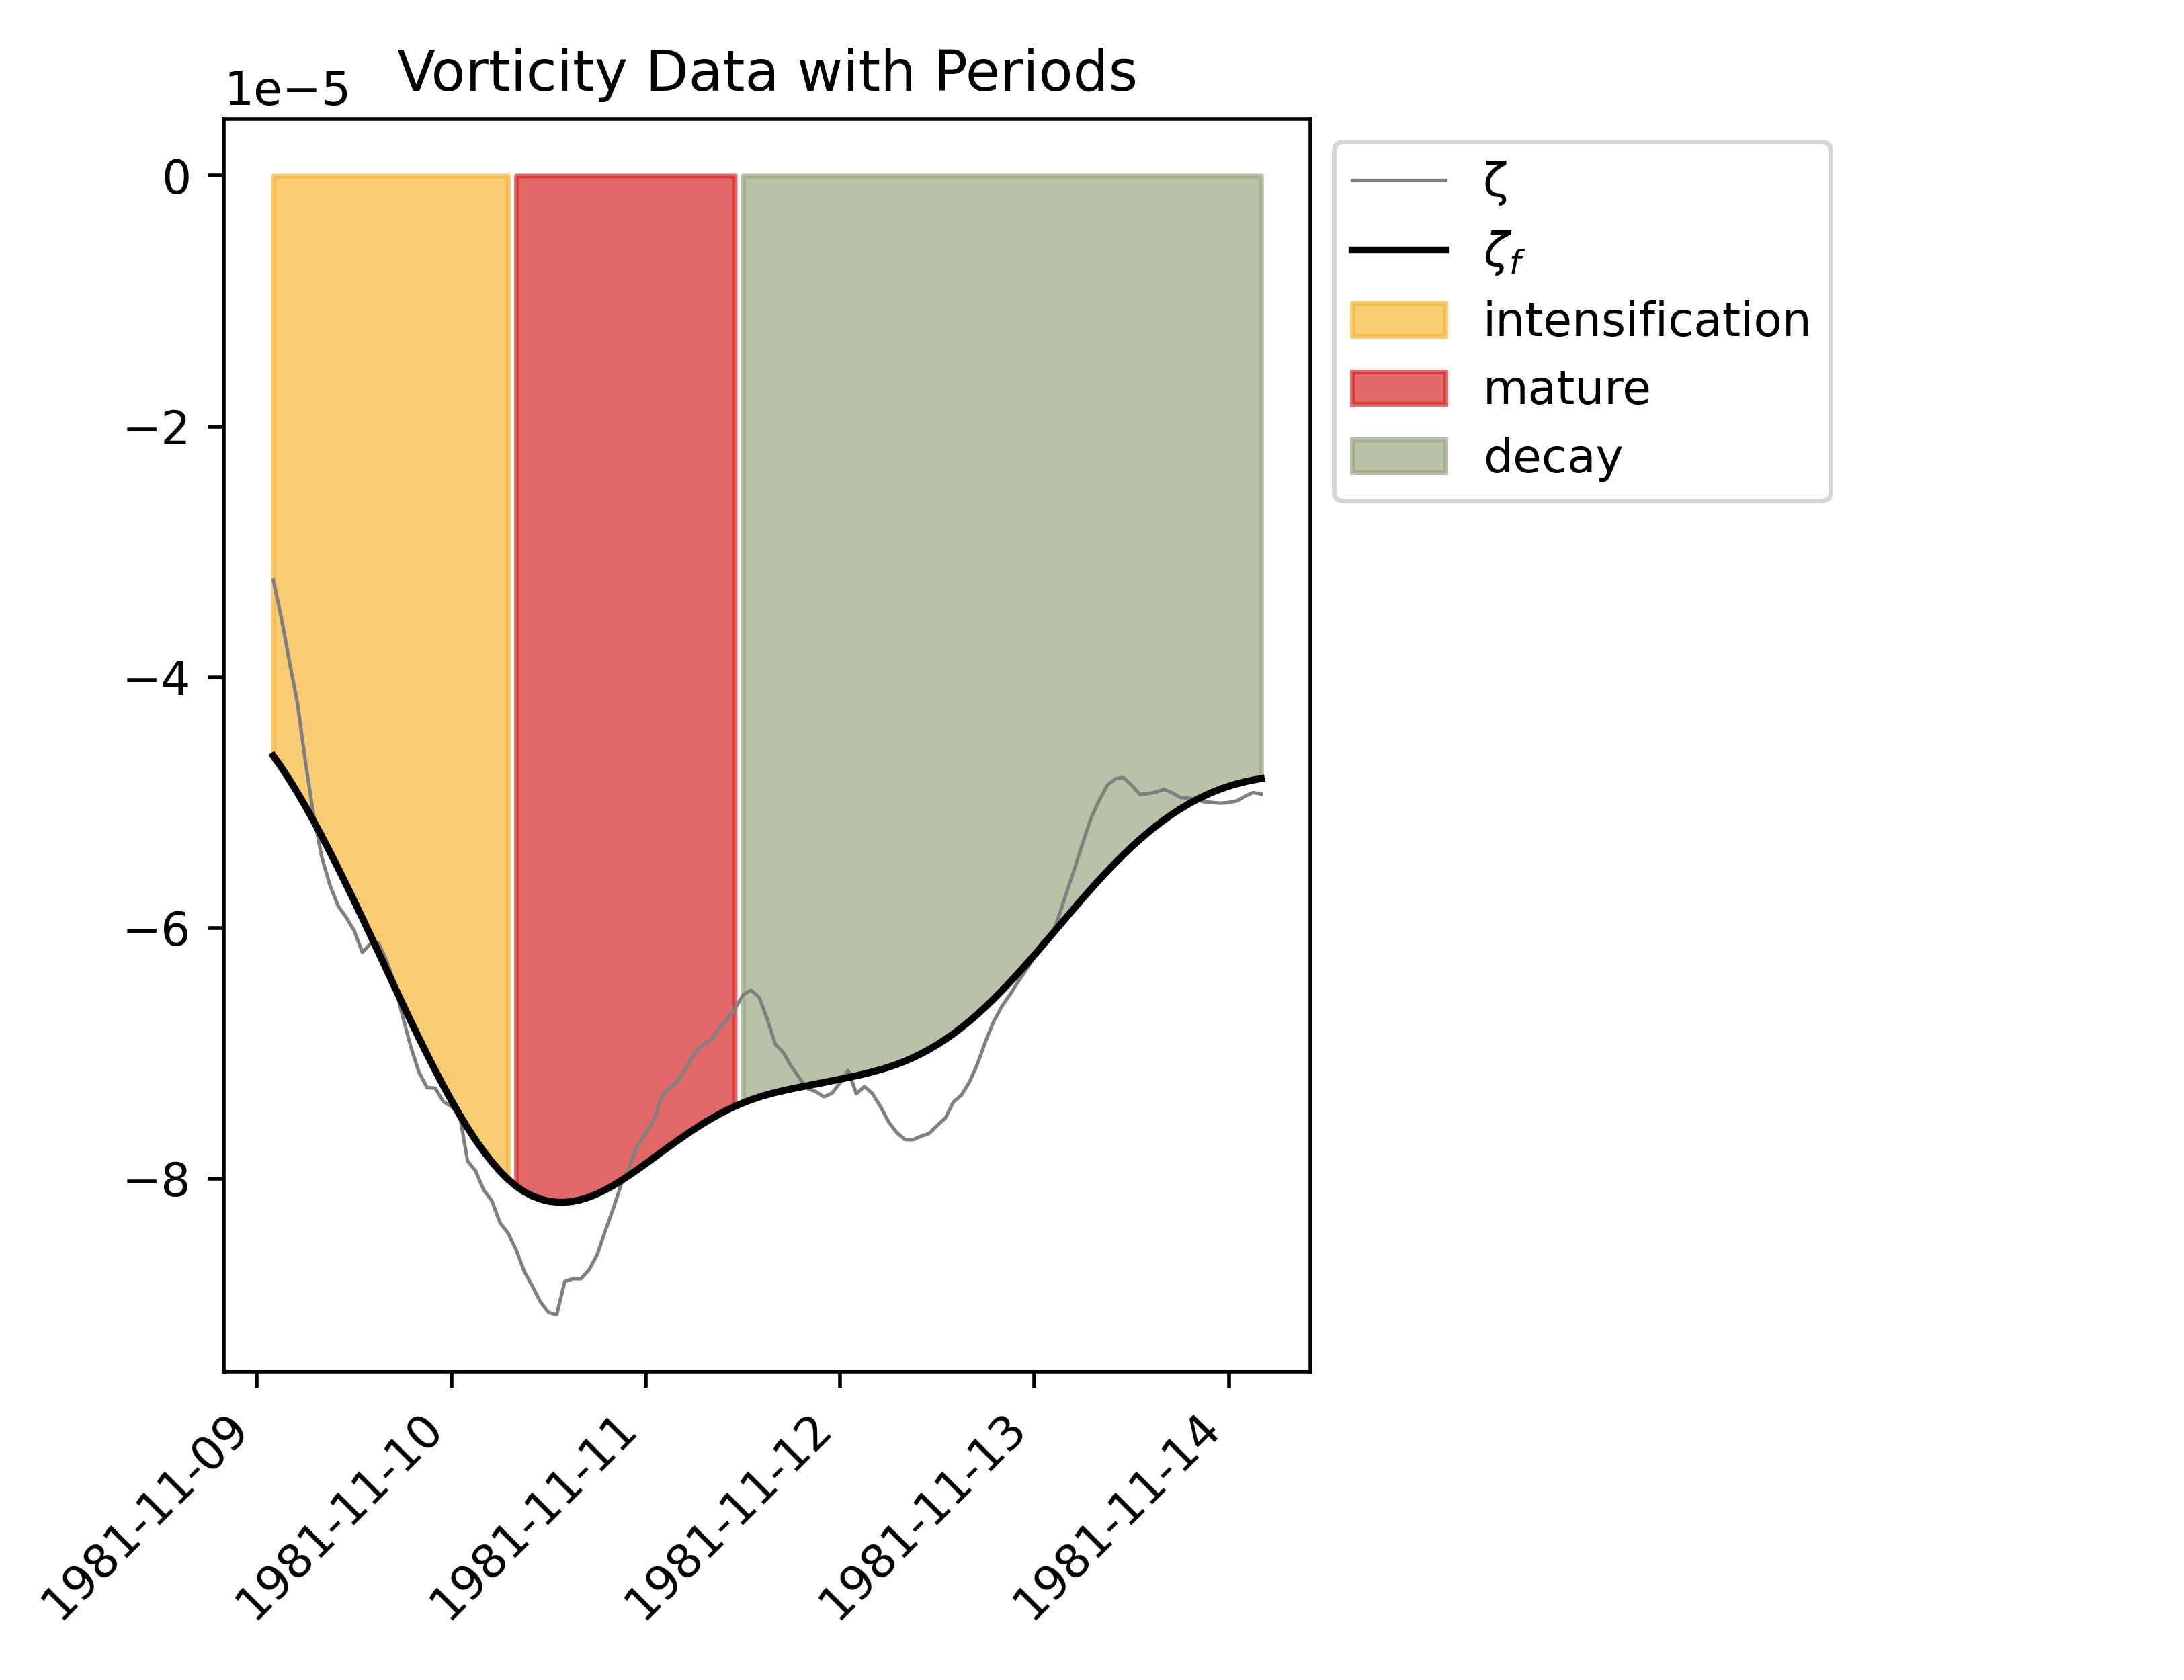 Vorticity Data with Periods
1e−5
0
−2
−4
−6
−8
1981-11-09
1981-11-10
1981-11-11
1981-11-12
1981-11-13
1981-11-14
ζ
ζf
intensification
mature
decay